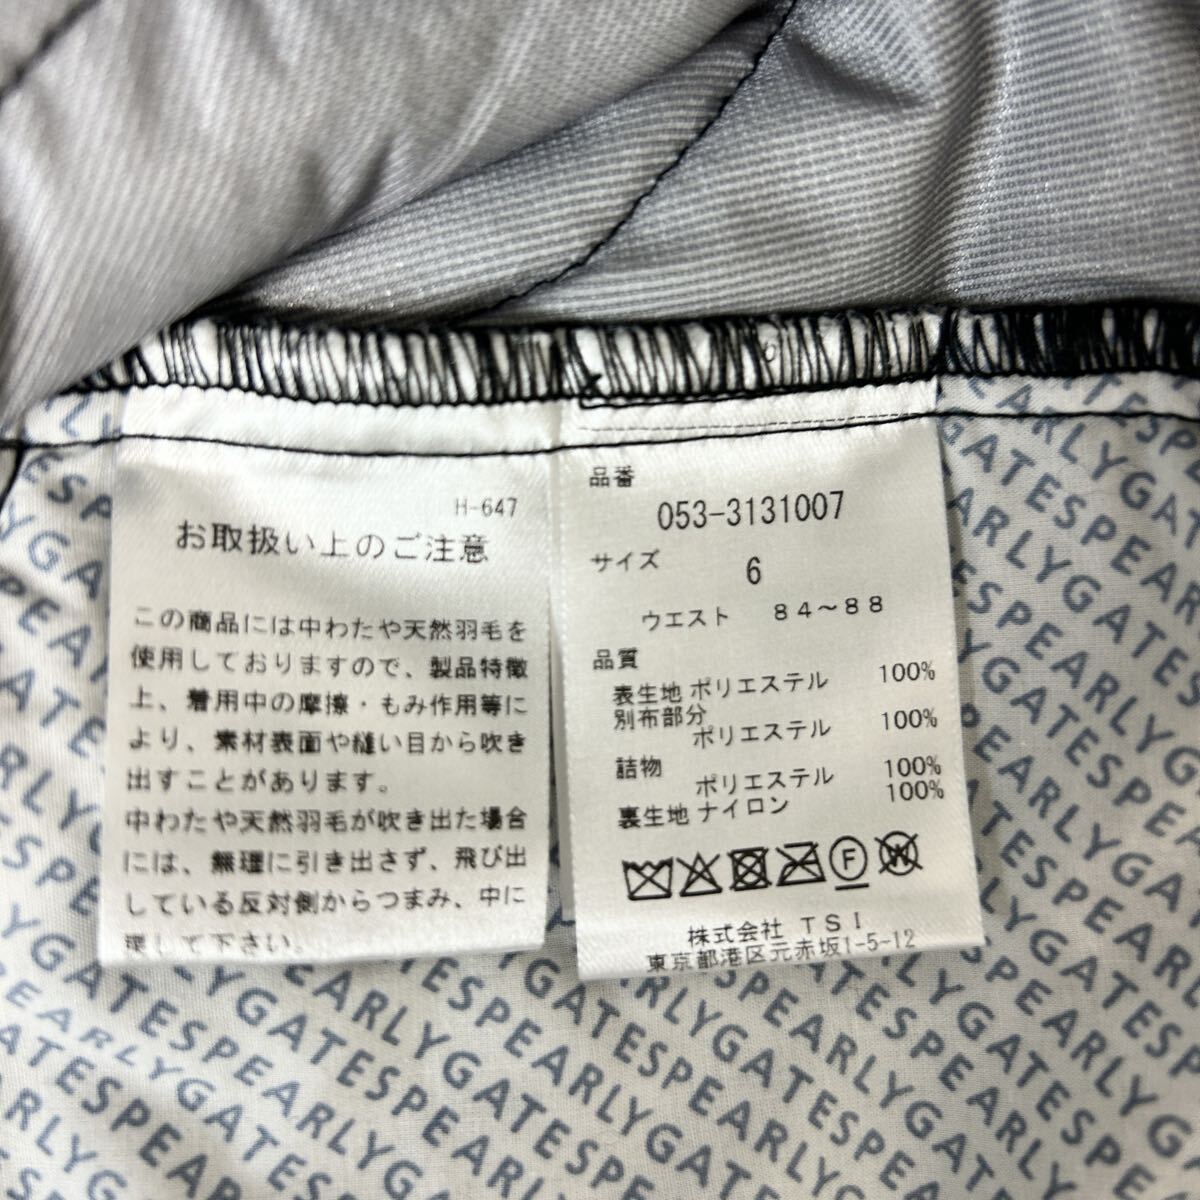 H-647
お取扱い上のご注意
この商品には中わたや天然羽毛を
使用しておりますので、製品特徴
上、着用中の摩擦・もみ作用等に
より、素材表面や縫い目から吹き
出すことがあります。
中わたや天然羽毛が吹き出た場合
には、無理に引き出さず、飛び出
している反対側からつまみ、中に
戻して下さい。
品番
053-3131007
サイズ
6
ウエスト 84～88
品質
表生地 ポリエステル 100%
別布部分
ポリエステル 100%
詰物
ポリエステル 100%
裏生地 ナイロン 100%
F
W
株式会社 TSI
東京都港区元赤坂1-5-12
PEARLYGATES